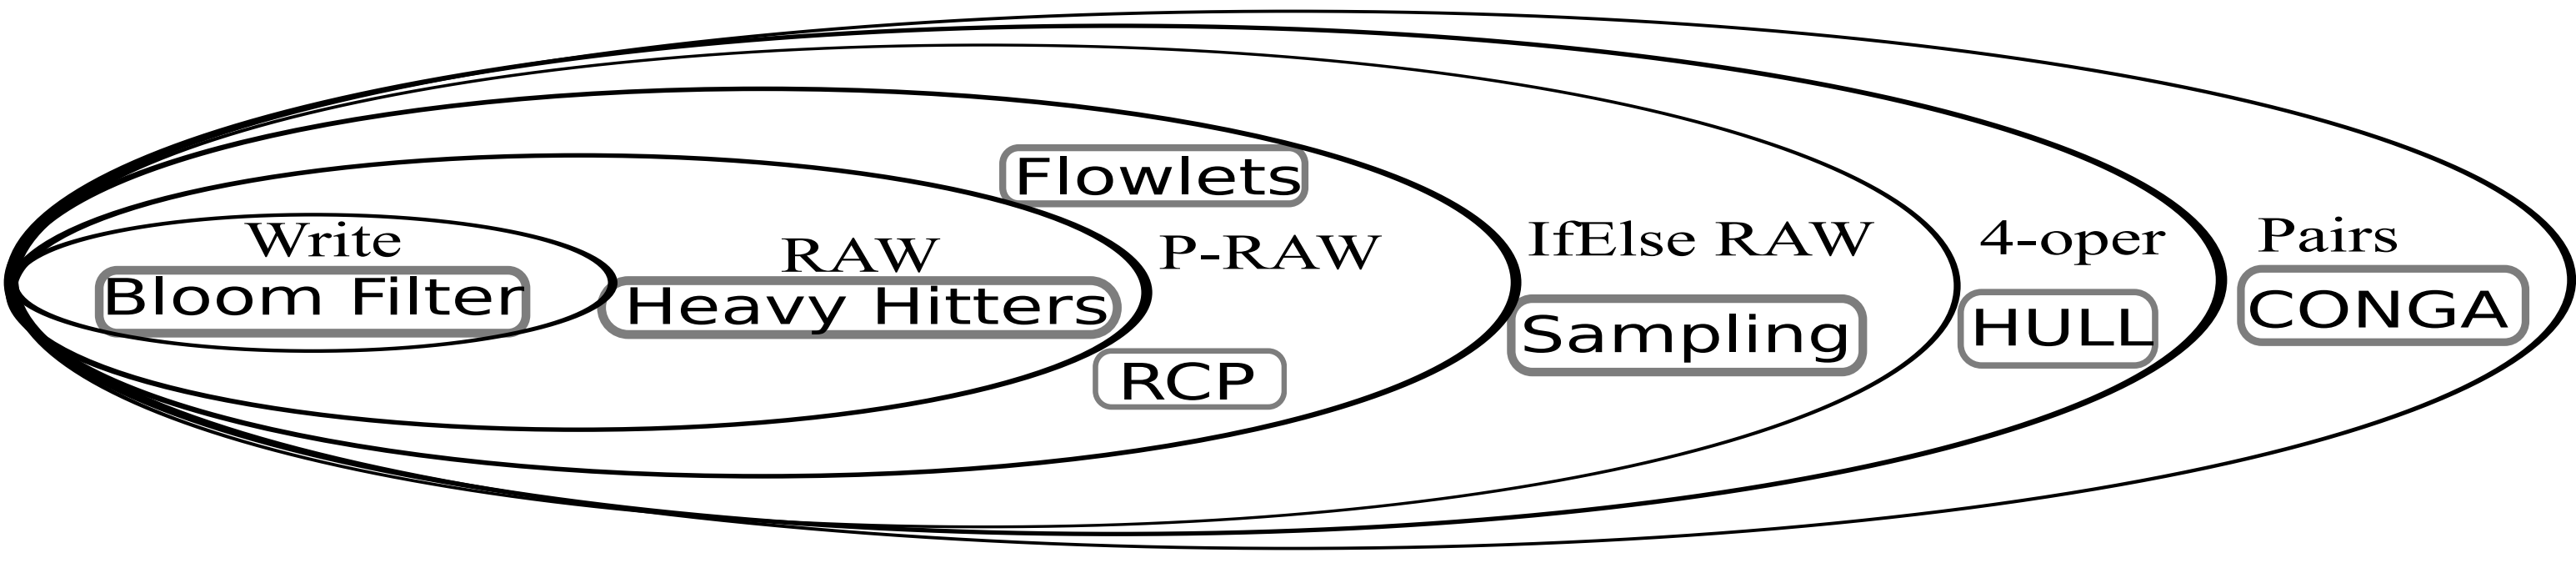 Write
Bloom Filter
RAW
Heavy Hitters
Flowlets
P-RAW
RCP
IfElse RAW
Sampling
4-oper
HULL
Pairs
CONGA